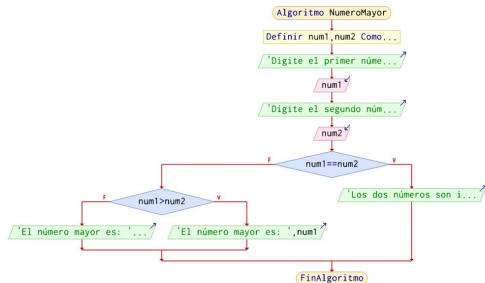 Algoritmo NumeroMayor
Definir num1,num2 Como...
'Digite el primer núme...
num1
'Digite el segundo núm...
num2
F
num1==num2
V
F
num1>num2
V
'Los dos números son i...
'El número mayor es: '...
'El número mayor es: ',num1
FinAlgoritmo